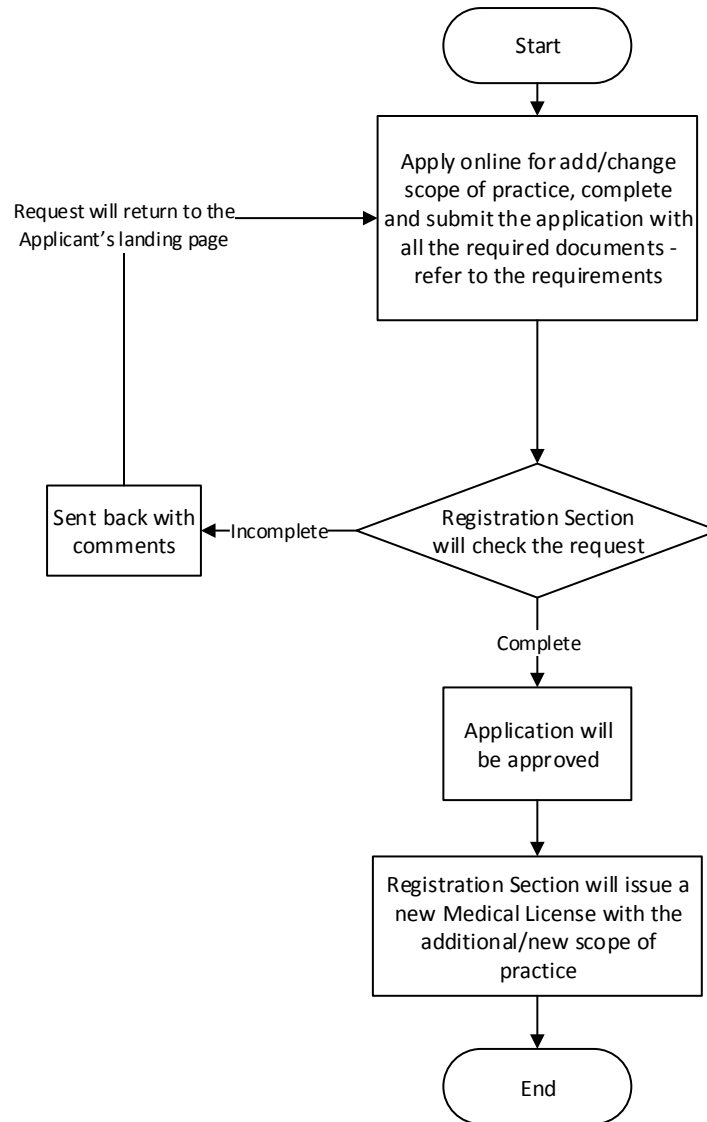 Start
Apply online for add/change
scope of practice, complete
and submit the application with
all the required documents -
refer to the requirements
Request will return to the
Applicant's landing page
Registration Section
will check the request
Incomplete
Sent back with
comments
Complete
Application will
be approved
Registration Section will issue a
new Medical License with the
additional/new scope of
practice
End